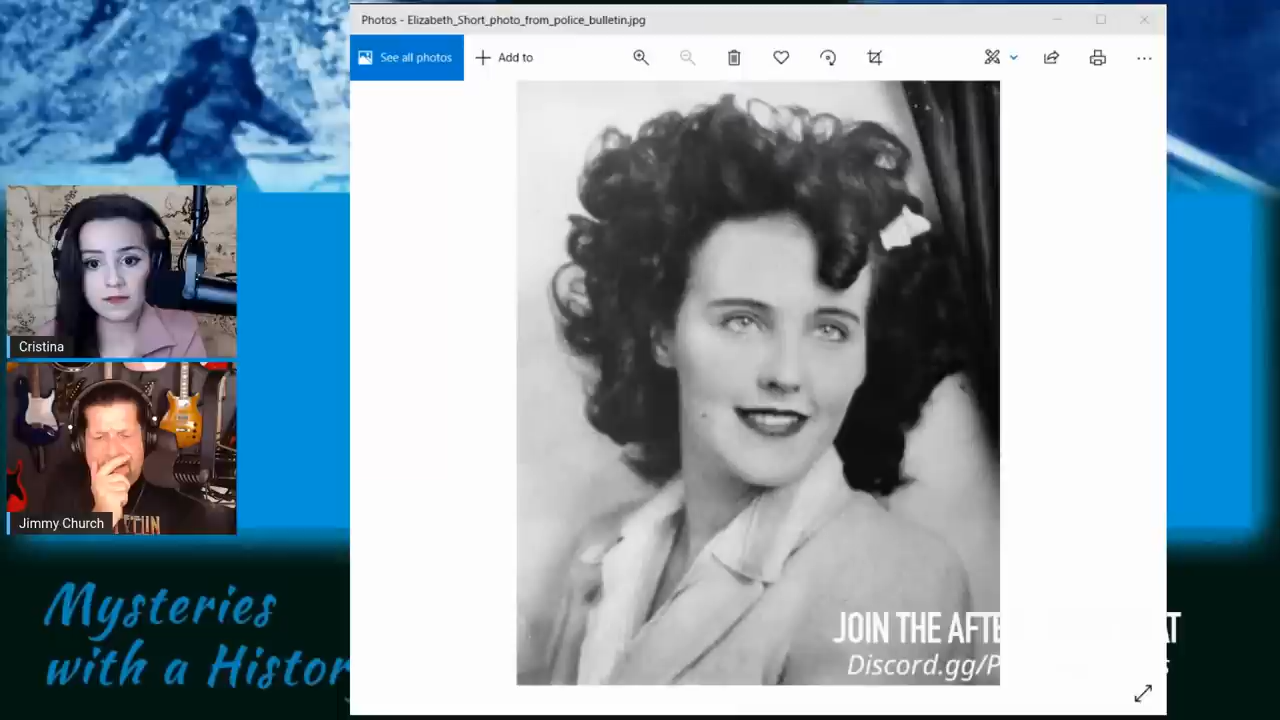 Photos - Elizabeth_Short_photo_from_police_bulletin.jpg
See all photos
Add to
Cristina
Jimmy Church
Mysteries
with a Histor
JOIN THE AFTE AT
Discord.gg/P s